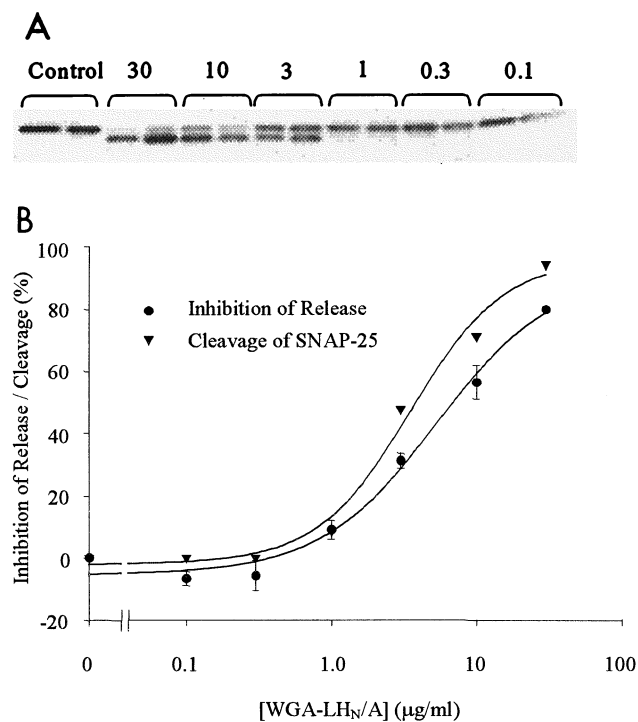 A
Control 30 10 3 1 0.3 0.1
B
100
80
60
40
20
0
-20
Inhibition of Release / Cleavage (%)
Inhibition of Release
Cleavage of SNAP-25
0 0.1 1.0 10 100
[WGA-LHN/A] (μg/ml)